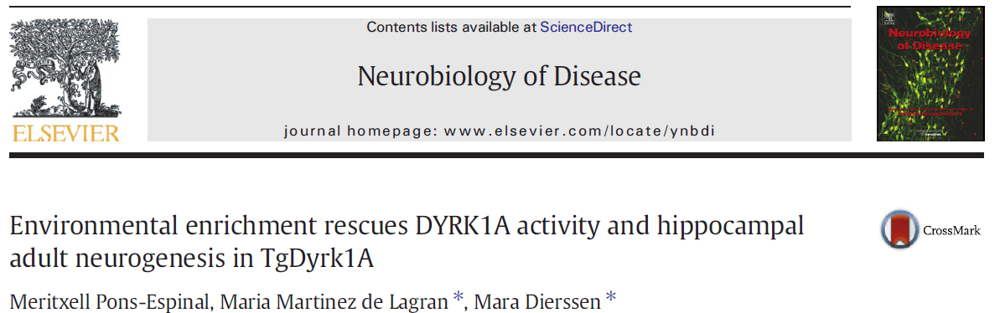 Contents lists available at ScienceDirect
Neurobiology of Disease
journal homepage: www.elsevier.com/locate/ynbdi
ELSEVIER
Neurobiology
of Disease
Environmental enrichment rescues DYRK1A activity and hippocampal
adult neurogenesis in TgDyrk1A
CrossMark
Meritxell Pons-Espinal, Maria Martinez de Lagran *, Mara Dierssen *